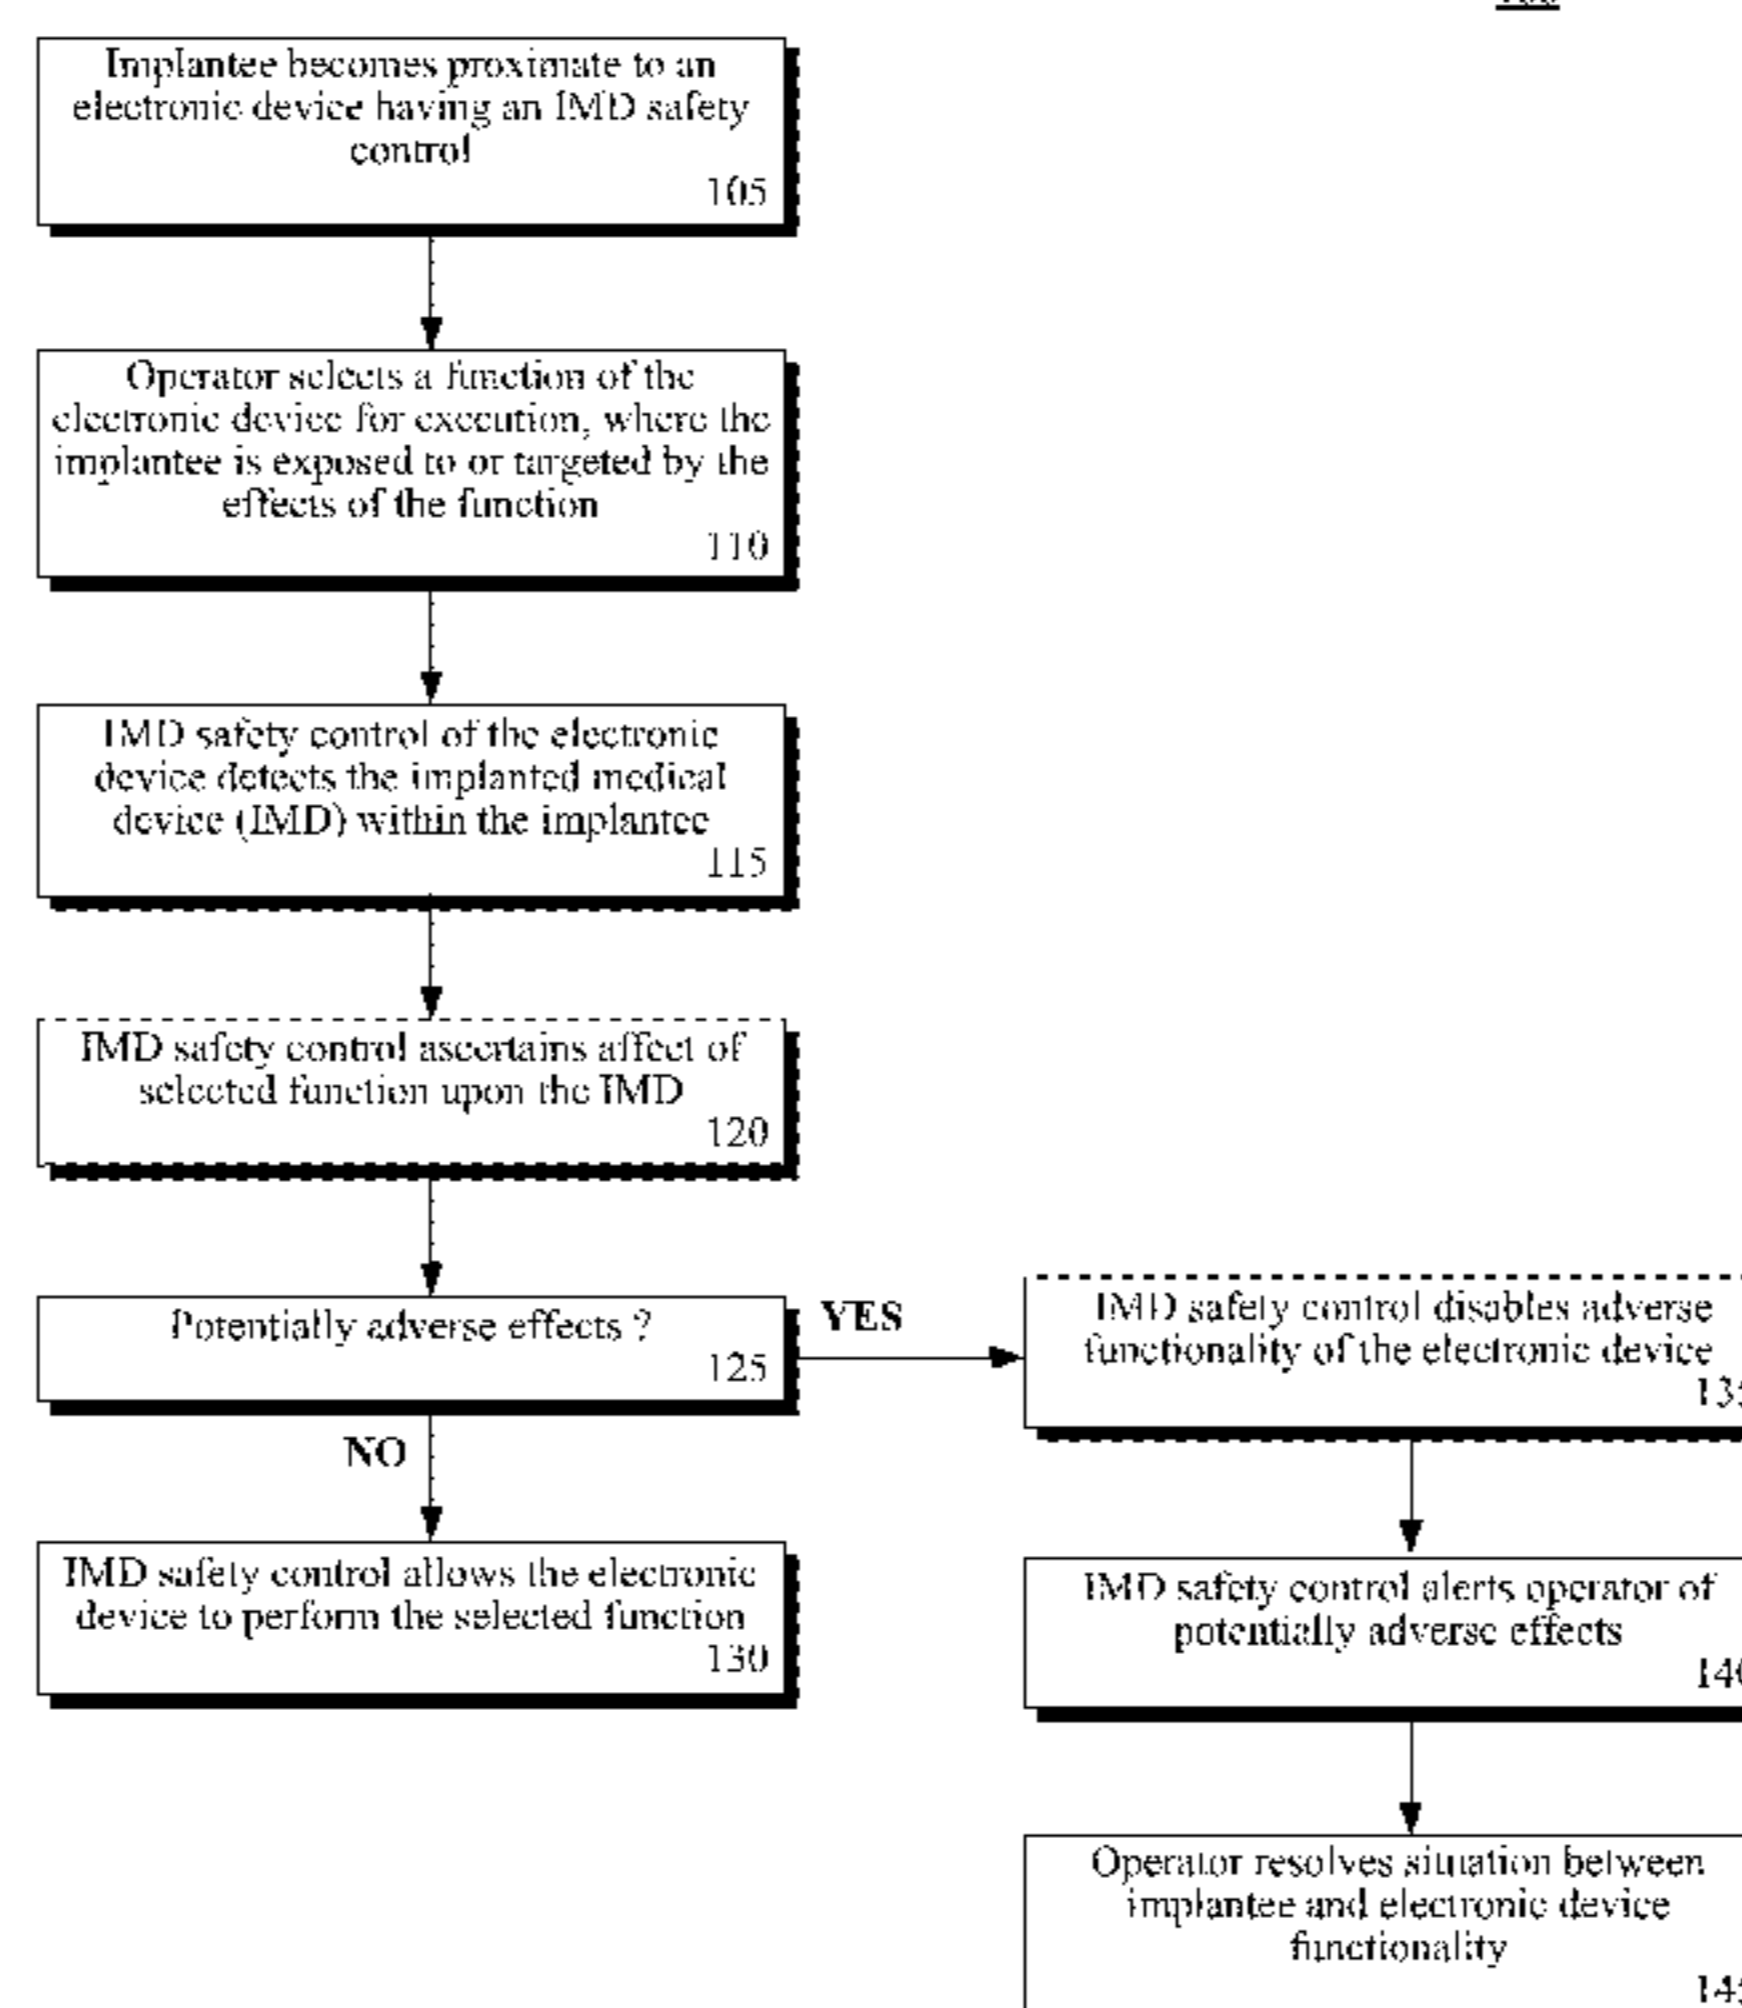 Implantee becomes proximate to an
electronic device having an IMD safety
control
105
Operator selects a function of the
electronic device for execution, where the
implantee is exposed to or targeted by the
effects of the function
110
IMD safety control of the electronic
device detects the implanted medical
device (IMD) within the implantee
115
IMD safety control ascertains affect of
selected function upon the IMD
120
Potentially adverse effects ?
125
YES
NO
IMD safety control allows the electronic
device to perform the selected function
130
IMD safety control disables adverse
functionality of the electronic device
135
IMD safety control alerts operator of
potentially adverse effects
140
Operator resolves situation between
implantee and electronic device
functionality
145